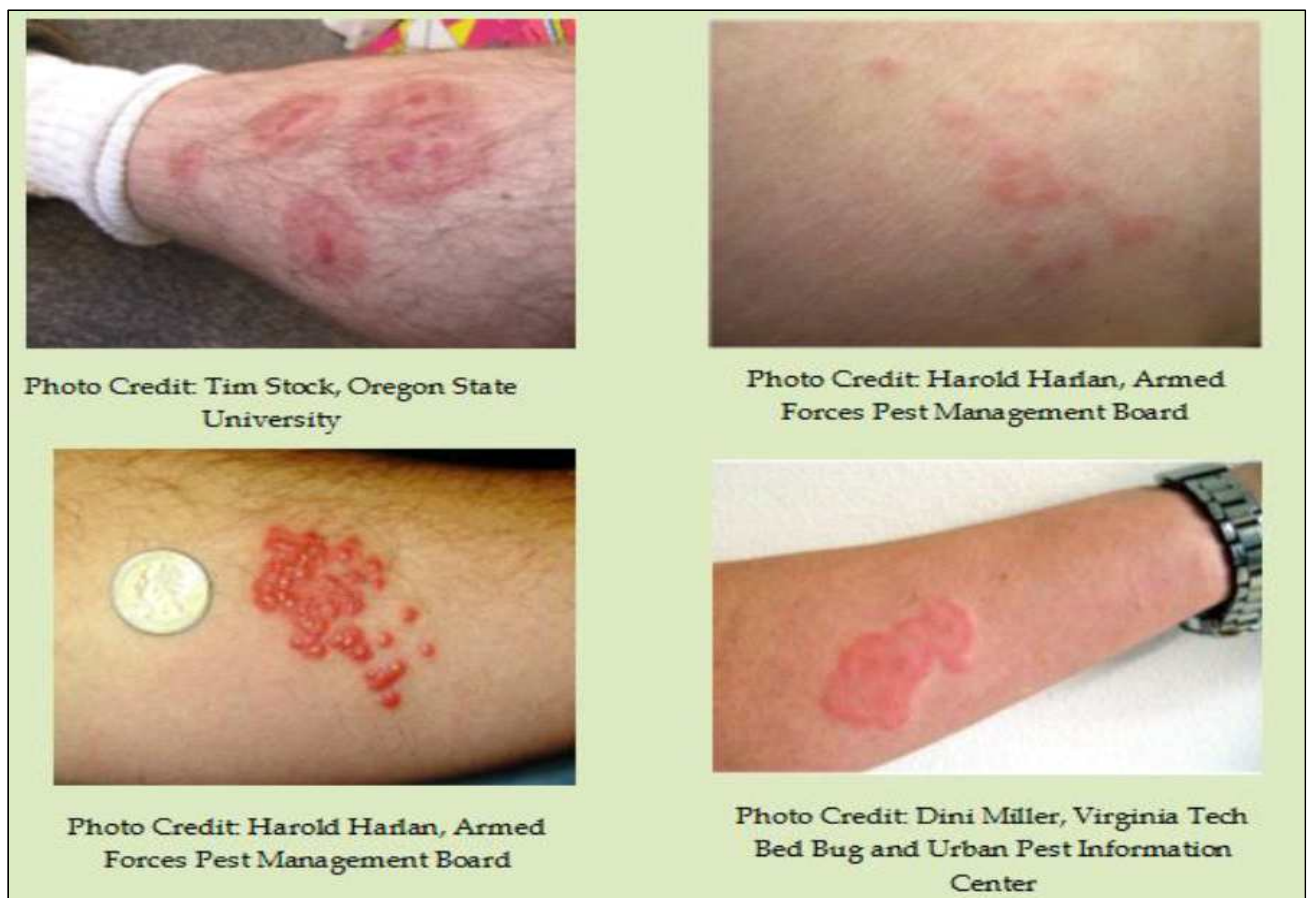 Photo Credit: Tim Stock, Oregon State
University
Photo Credit: Harold Harlan, Armed
Forces Pest Management Board
Photo Credit: Harold Harlan, Armed
Forces Pest Management Board
Photo Credit: Dini Miller, Virginia Tech
Bed Bug and Urban Pest Information
Center